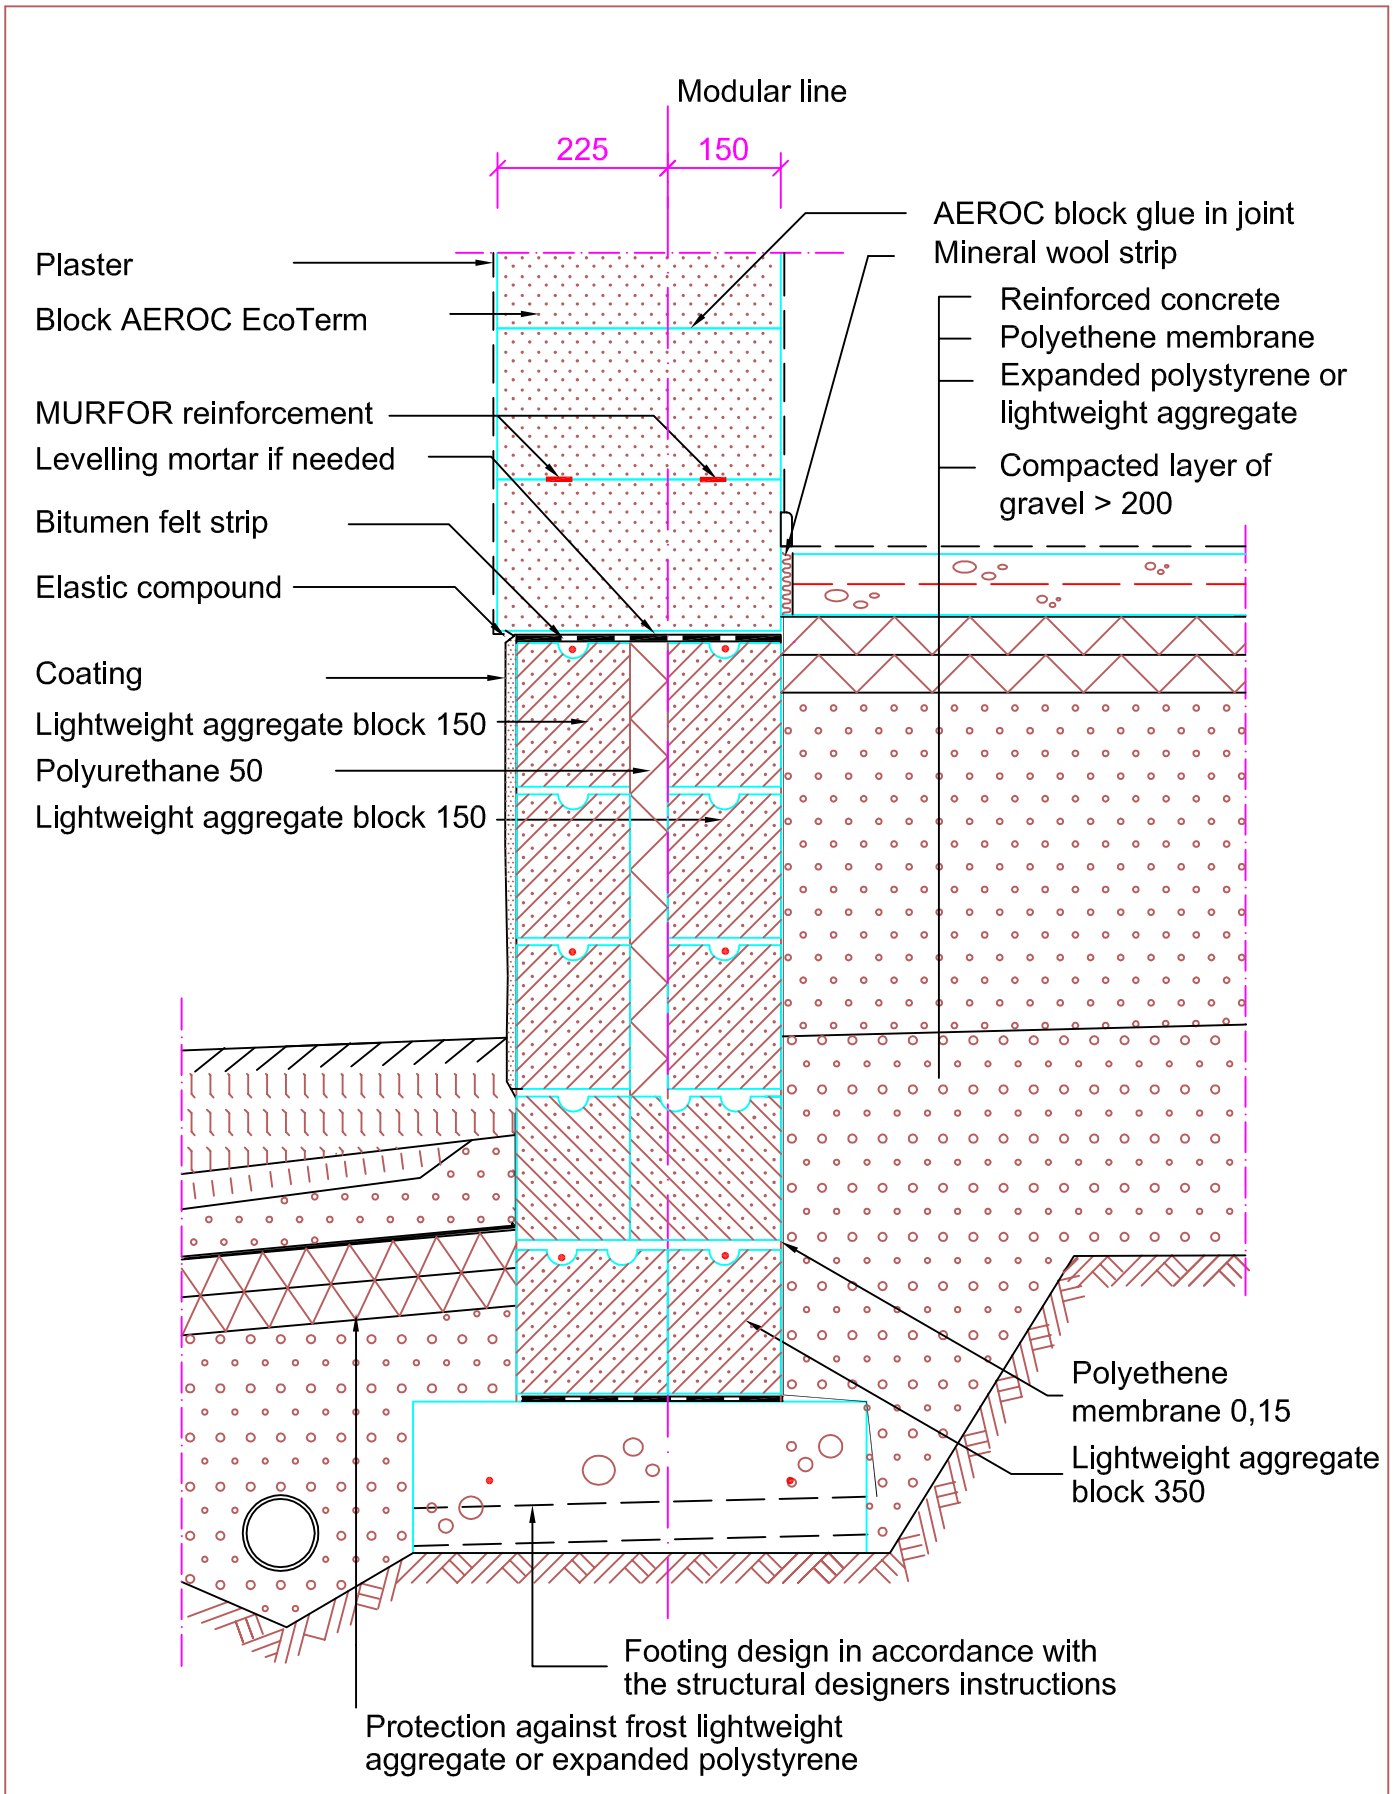 Modular line
225
150
AEROC block glue in joint
Mineral wool strip
Reinforced concrete
Polyethene membrane
Expanded polystyrene or
lightweight aggregate
Compacted layer of
gravel > 200
Plaster
Block AEROC EcoTerm
MURFOR reinforcement
Levelling mortar if needed
Bitumen felt strip
Elastic compound
Coating
Lightweight aggregate block 150
Polyurethane 50
Lightweight aggregate block 150
Polyethene
membrane 0,15
Lightweight aggregate
block 350
Footing design in accordance with
the structural designers instructions
Protection against frost lightweight
aggregate or expanded polystyrene